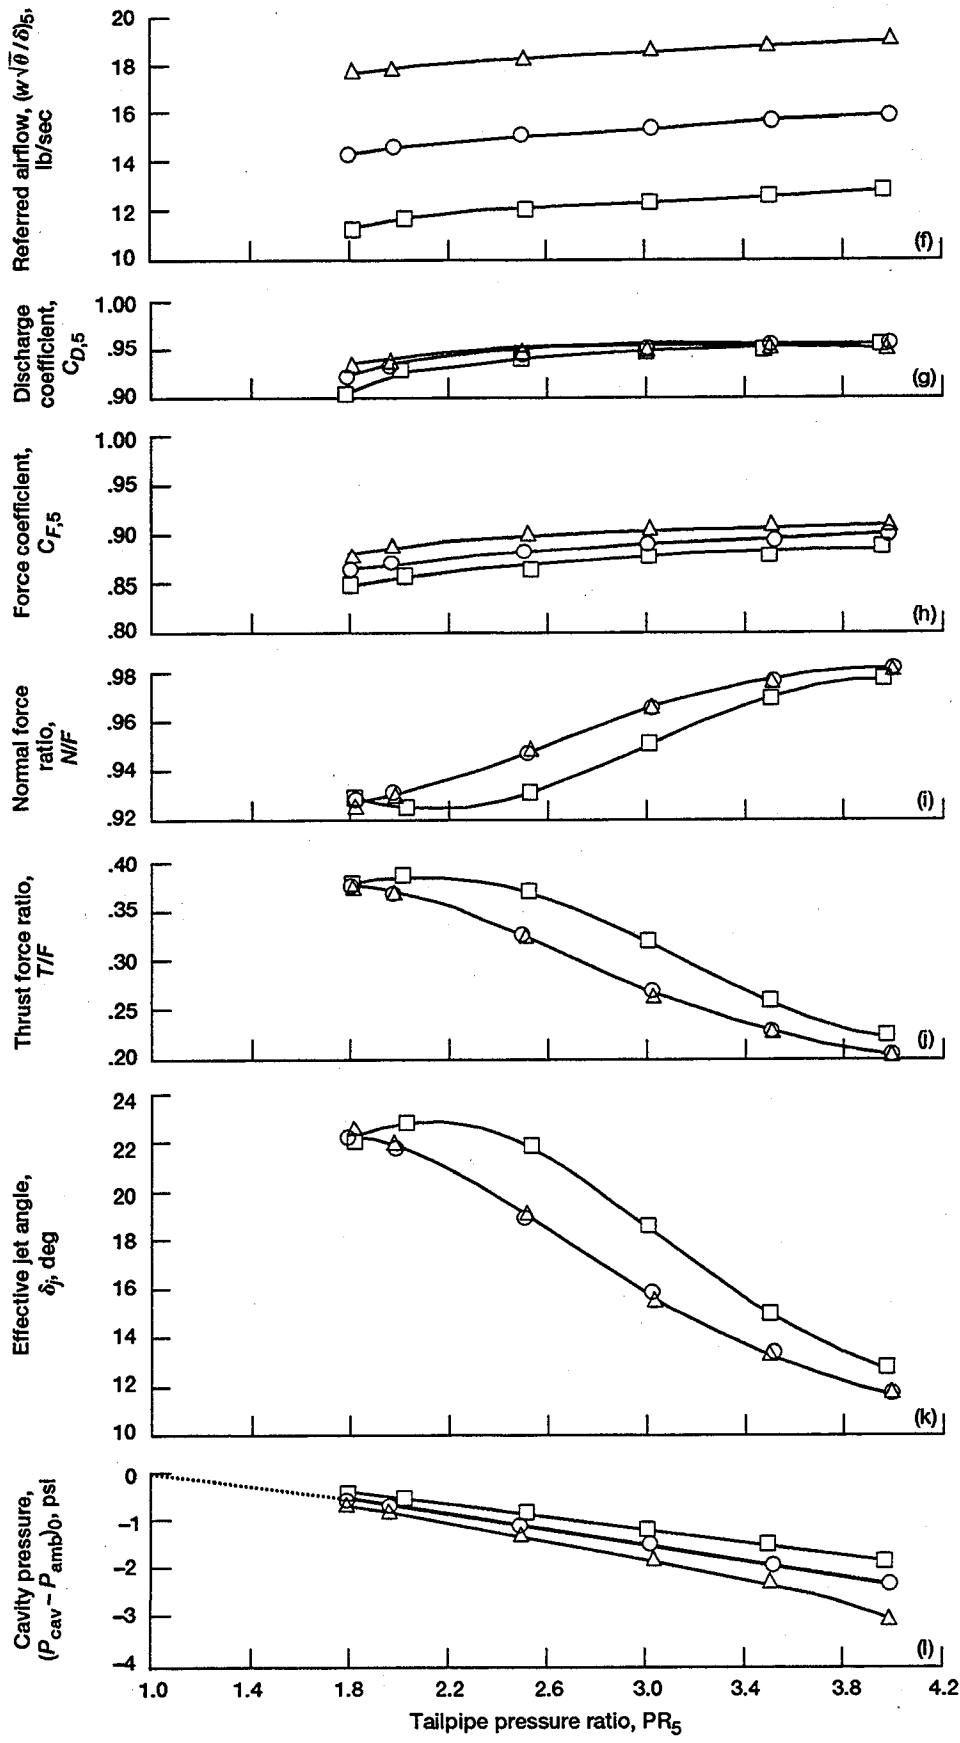 Referred airflow, (w√θ/δ)5,
lb/sec
20
18
16
14
12
10
(f)
Discharge
coefficient,
CD,5
1.00
.95
.90
(g)
Force coefficient,
CF,5
1.00
.95
.90
.85
.80
(h)
Normal force
ratio,
N/F
.98
.96
.94
.92
(i)
Thrust force ratio,
T/F
.40
.35
.30
.25
.20
(j)
Effective jet angle,
δj, deg
24
22
20
18
16
14
12
10
(k)
Cavity pressure,
(Pcav – Pamb)0, psi
0
–1
–2
–3
–4
(l)
1.0 1.4 1.8 2.2 2.6 3.0 3.4 3.8 4.2
Tailpipe pressure ratio, PR5